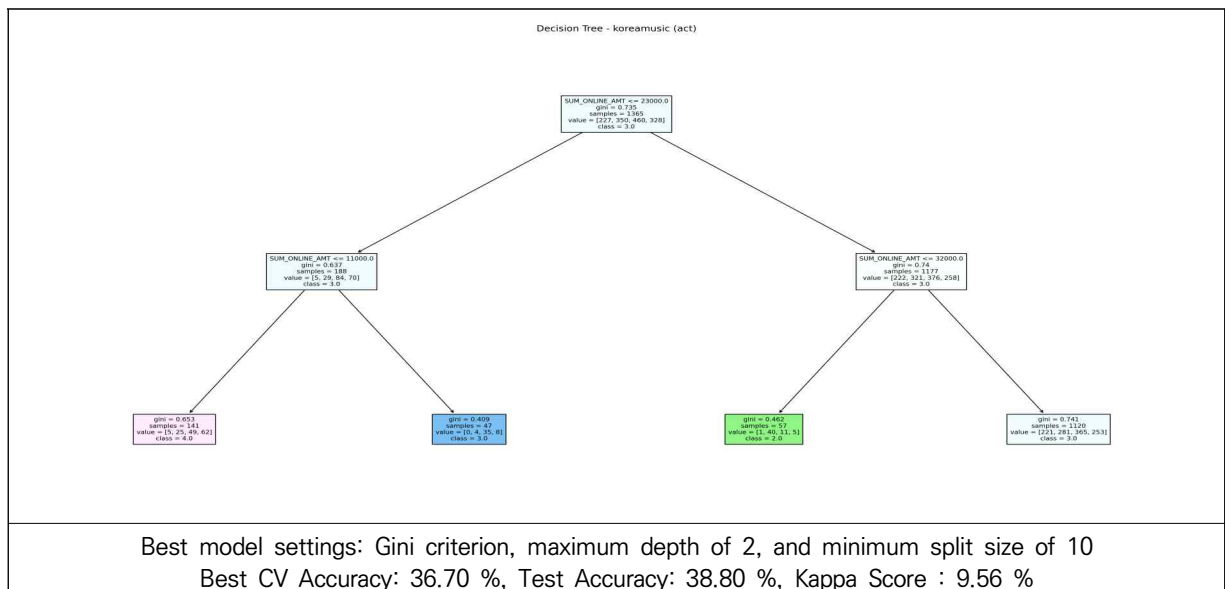 Decision Tree - koreamusic (act)
SUM_ONLINE_AMT <= 23000.0
gini = 0.735
samples = 1365
value = [227, 350, 460, 328]
class = 3.0
SUM_ONLINE_AMT <= 11000.0
gini = 0.637
samples = 188
value = [5, 29, 84, 70]
class = 3.0
SUM_ONLINE_AMT <= 32000.0
gini = 0.74
samples = 1177
value = [222, 321, 376, 258]
class = 3.0
gini = 0.653
samples = 141
value = [5, 25, 49, 62]
class = 4.0
gini = 0.409
samples = 47
value = [0, 4, 35, 8]
class = 3.0
gini = 0.462
samples = 57
value = [1, 40, 11, 5]
class = 2.0
gini = 0.741
samples = 1120
value = [221, 281, 365, 253]
class = 3.0
Best model settings: Gini criterion, maximum depth of 2, and minimum split size of 10
Best CV Accuracy: 36.70 %, Test Accuracy: 38.80 %, Kappa Score : 9.56 %